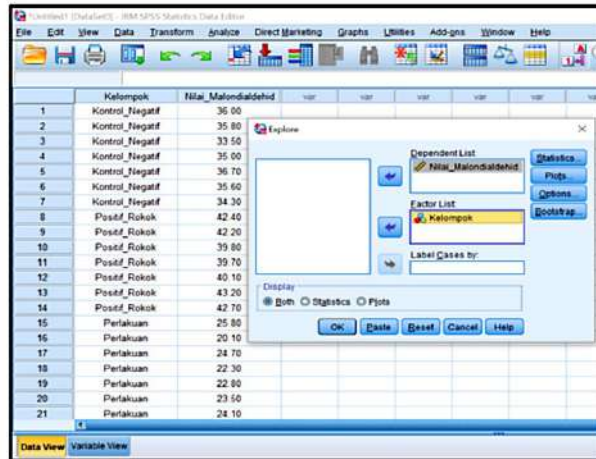 *Untitled1 [DataSet0] - IBM SPSS Statistics Data Editor
File Edit View Data Transform Analyze Direct Marketing Graphs Utilities Add-ons Window Help
Kelompok Nilai_Malondialdehid var var var var var
1 Kontrol_Negatif 36.00
2 Kontrol_Negatif 35.80
3 Kontrol_Negatif 33.50
4 Kontrol_Negatif 35.00
5 Kontrol_Negatif 36.70
6 Kontrol_Negatif 35.60
7 Kontrol_Negatif 34.30
8 Positif_Rokok 42.40
9 Positif_Rokok 42.20
10 Positif_Rokok 39.80
11 Positif_Rokok 39.70
12 Positif_Rokok 40.10
13 Positif_Rokok 43.20
14 Positif_Rokok 42.70
15 Perlakuan 25.80
16 Perlakuan 20.10
17 Perlakuan 24.70
18 Perlakuan 22.30
19 Perlakuan 22.80
20 Perlakuan 23.50
21 Perlakuan 24.10
Data View Variable View
Explore
Dependent List:
Nilai_Malondialdehid
Factor List:
Kelompok
Label Cases by:
Statistics...
Plots...
Options...
Bootstrap...
Display
Both Statistics Plots
OK Paste Reset Cancel Help